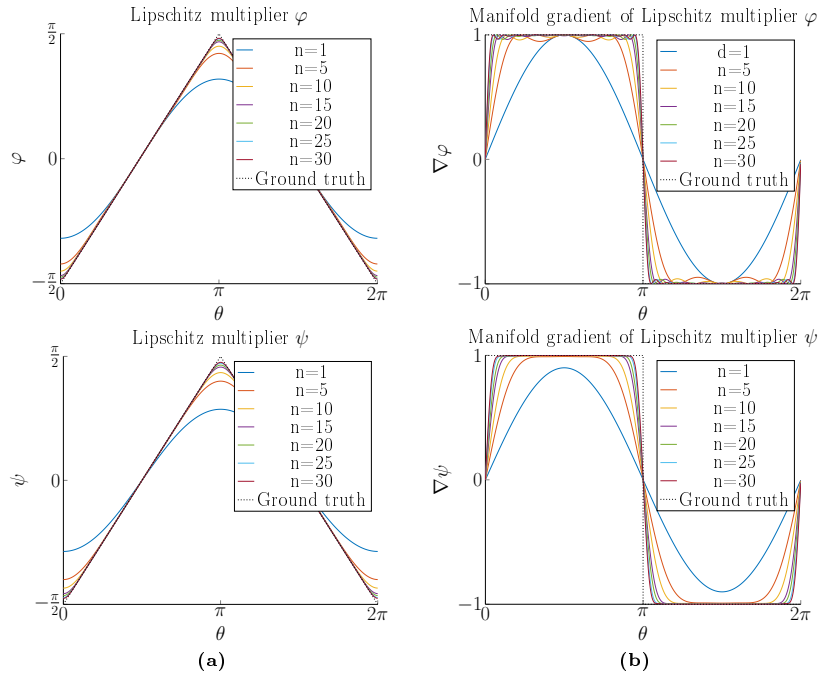 Lipschitz multiplier φ
π/2
0
−π/2
φ
0
π
2π
θ
n=1
n=5
n=10
n=15
n=20
n=25
n=30
Ground truth
Manifold gradient of Lipschitz multiplier φ
1
0
−1
∇φ
0
π
2π
θ
d=1
n=5
n=10
n=15
n=20
n=25
n=30
Ground truth
Lipschitz multiplier ψ
π/2
0
−π/2
ψ
0
π
2π
θ
n=1
n=5
n=10
n=15
n=20
n=25
n=30
Ground truth
(a)
Manifold gradient of Lipschitz multiplier ψ
1
0
−1
∇ψ
0
π
2π
θ
n=1
n=5
n=10
n=15
n=20
n=25
n=30
Ground truth
(b)